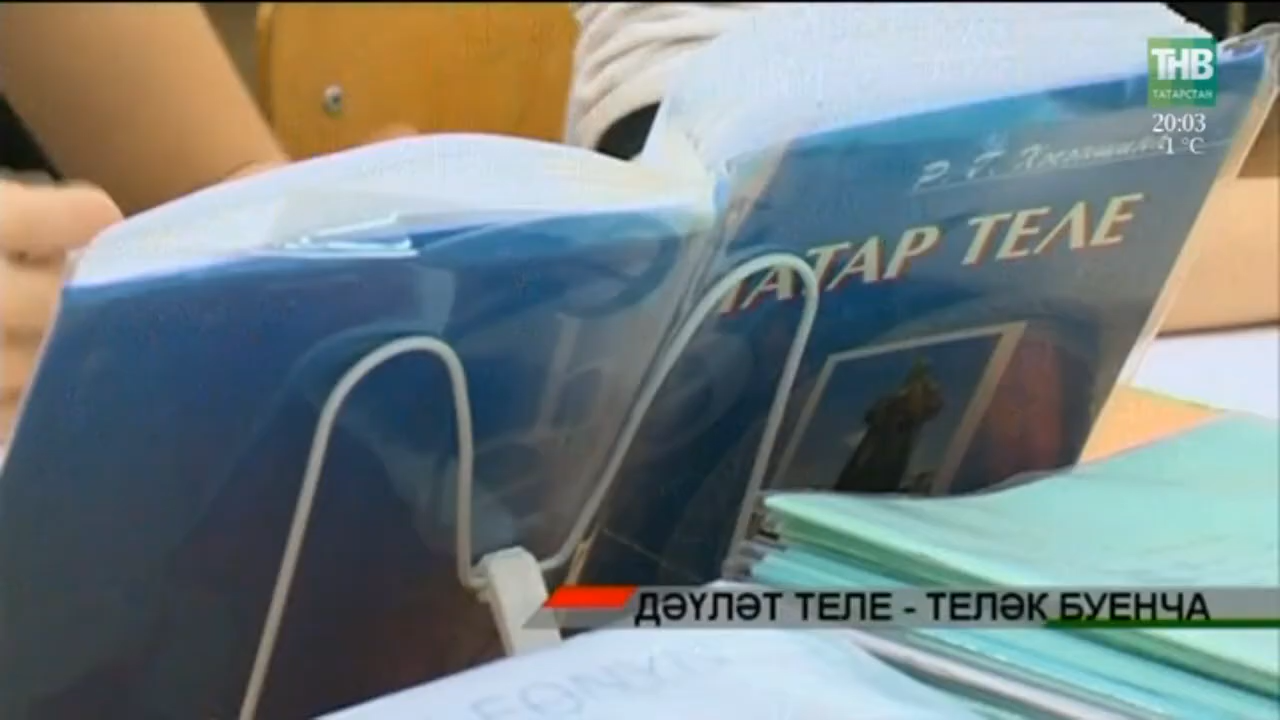 ТНВ
ТАТАРСТАН
20:03
-1 °C
ТАТАР ТЕЛЕ
ДӘҮЛӘТ ТЕЛЕ - ТЕЛӘК БУЕНЧА